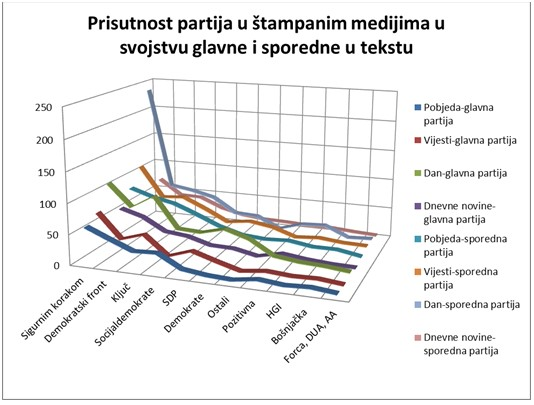 Prisutnost partija u štampanim medijima u
svojstvu glavne i sporedne u tekstu
250
200
150
100
50
0
Sigurnim korakom
Demokratski front
Ključ
Socijaldemokrate
SDP
Demokrate
Ostali
Pozitivna
HGI
Bošnjačka
Forca, DUA, AA
Pobjeda-glavna
partija
Vijesti-glavna partija
Dan-glavna partija
Dnevne novine-
glavna partija
Pobjeda-sporedna
partija
Vijesti-sporedna
partija
Dan-sporedna partija
Dnevne novine-
sporedna partija